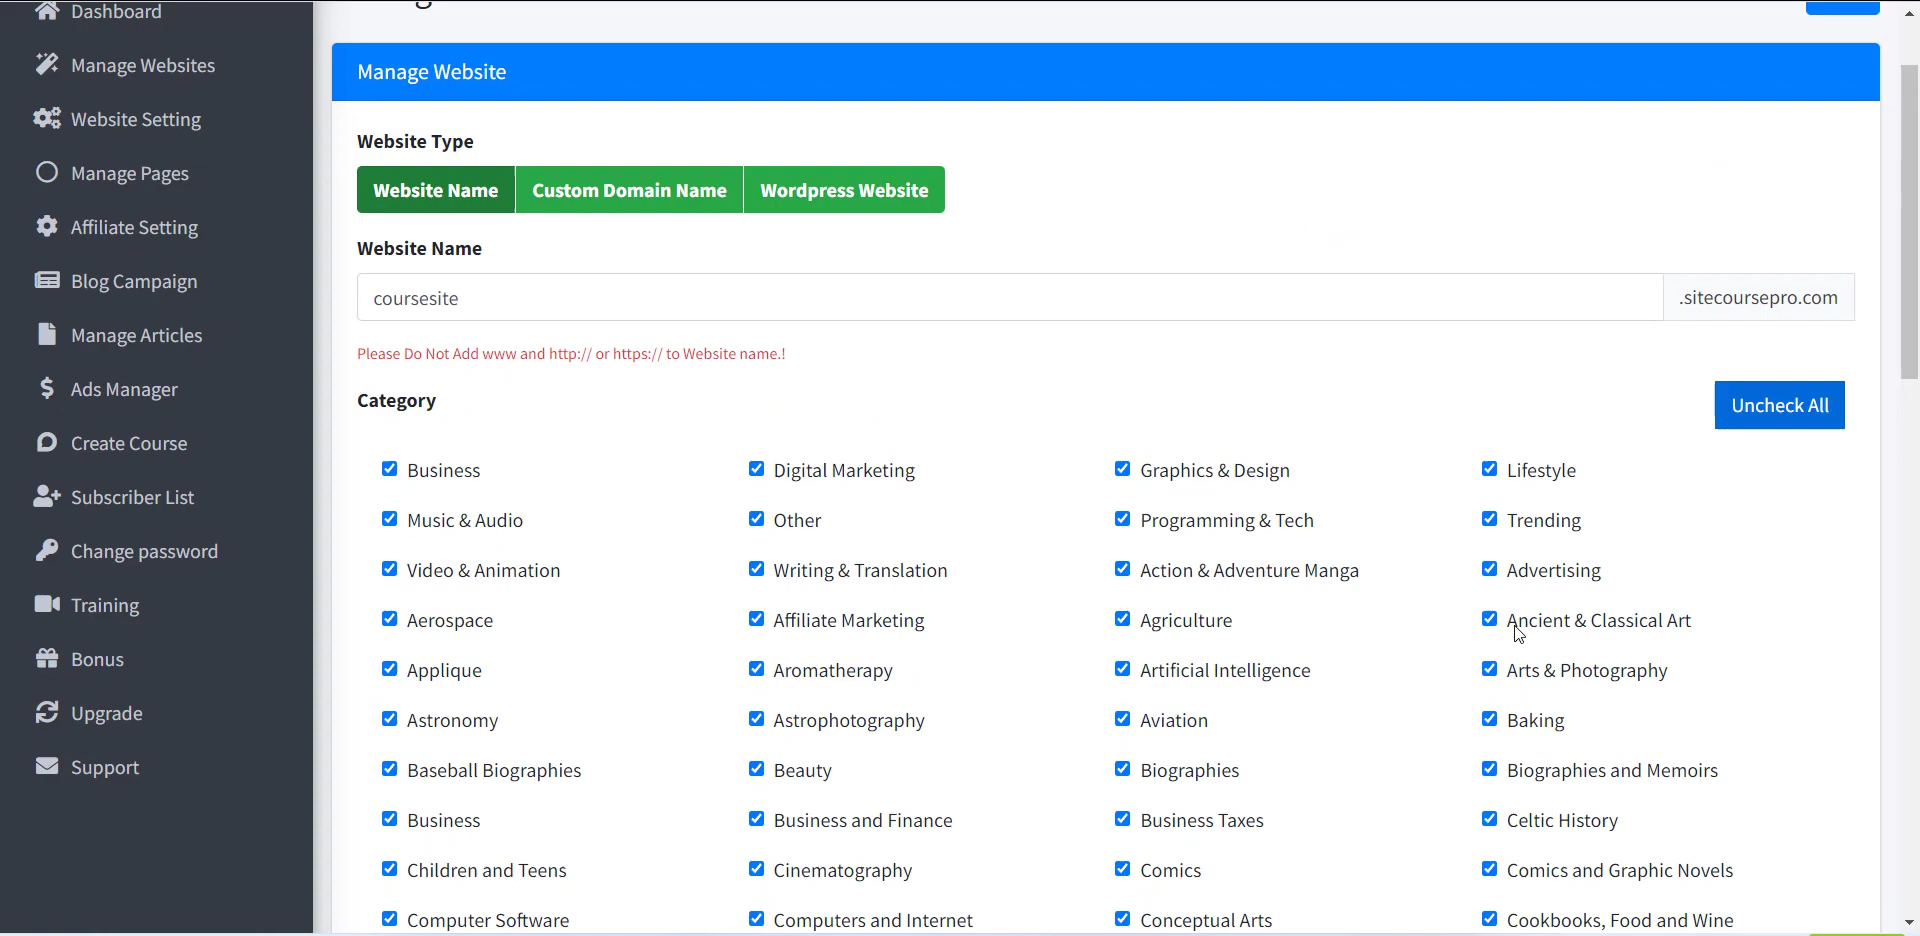 Dashboard
Manage Websites
Website Setting
Manage Pages
Affiliate Setting
Blog Campaign
Manage Articles
Ads Manager
Create Course
Subscriber List
Change password
Training
Bonus
Upgrade
Support
Manage Website
Website Type
Website Name Custom Domain Name Wordpress Website
Website Name
coursesite .sitecoursepro.com
Please Do Not Add www and http:// or https:// to Website name.!
Category Uncheck All
Business Digital Marketing Graphics & Design Lifestyle
Music & Audio Other Programming & Tech Trending
Video & Animation Writing & Translation Action & Adventure Manga Advertising
Aerospace Affiliate Marketing Agriculture Ancient & Classical Art
Applique Aromatherapy Artificial Intelligence Arts & Photography
Astronomy Astrophotography Aviation Baking
Baseball Biographies Beauty Biographies Biographies and Memoirs
Business Business and Finance Business Taxes Celtic History
Children and Teens Cinematography Comics Comics and Graphic Novels
Computer Software Computers and Internet Conceptual Arts Cookbooks, Food and Wine